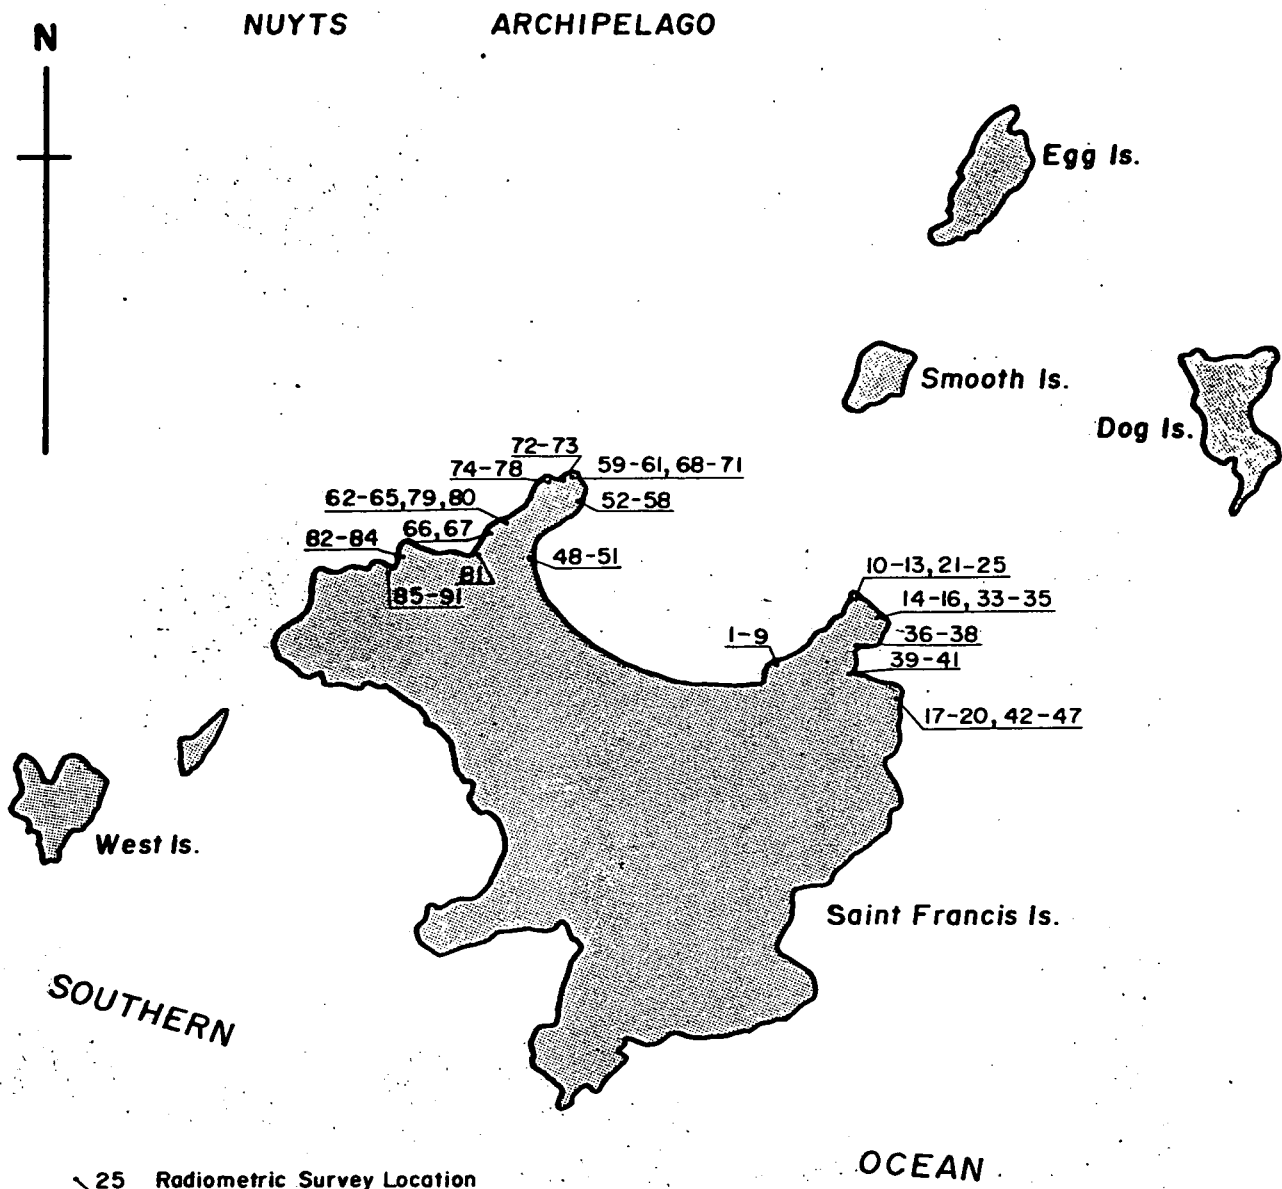 NUYTS ARCHIPELAGO
N
Egg Is.
Smooth Is.
Dog Is.
72-73
74-78
59-61, 68-71
62-65, 79, 80
52-58
66, 67
82-84
48-51
81
85-91
10-13, 21-25
14-16, 33-35
1-9
36-38
39-41
17-20, 42-47
West Is.
Saint Francis Is.
SOUTHERN
OCEAN
25 Radiometric Survey Location